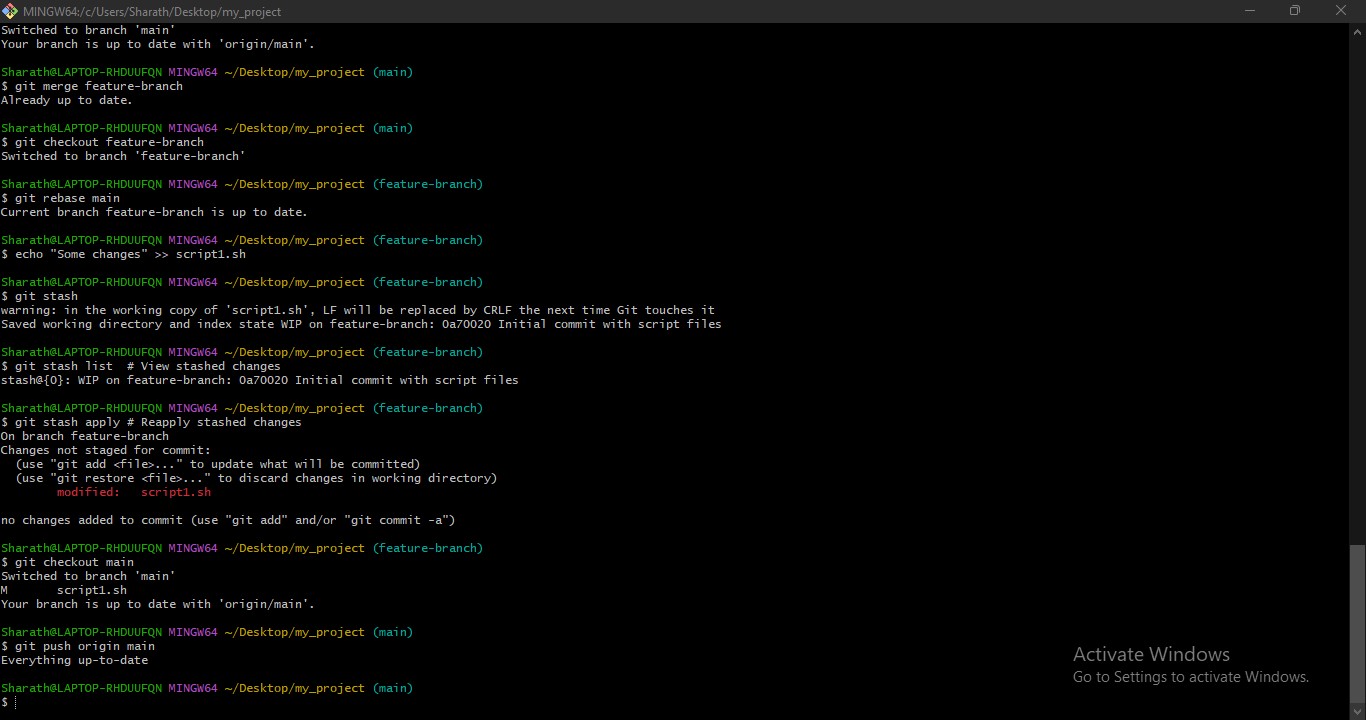 MINGW64:/c/Users/Sharath/Desktop/my_project
Switched to branch 'main'
Your branch is up to date with 'origin/main'.
Sharath@LAPTOP-RHDUUFQN MINGW64 ~/Desktop/my_project (main)
$ git merge feature-branch
Already up to date.
Sharath@LAPTOP-RHDUUFQN MINGW64 ~/Desktop/my_project (main)
$ git checkout feature-branch
Switched to branch 'feature-branch'
Sharath@LAPTOP-RHDUUFQN MINGW64 ~/Desktop/my_project (feature-branch)
$ git rebase main
Current branch feature-branch is up to date.
Sharath@LAPTOP-RHDUUFQN MINGW64 ~/Desktop/my_project (feature-branch)
$ echo "Some changes" >> script1.sh
Sharath@LAPTOP-RHDUUFQN MINGW64 ~/Desktop/my_project (feature-branch)
$ git stash
warning: in the working copy of 'script1.sh', LF will be replaced by CRLF the next time Git touches it
Saved working directory and index state WIP on feature-branch: 0a70020 Initial commit with script files
Sharath@LAPTOP-RHDUUFQN MINGW64 ~/Desktop/my_project (feature-branch)
$ git stash list  # View stashed changes
stash@{0}: WIP on feature-branch: 0a70020 Initial commit with script files
Sharath@LAPTOP-RHDUUFQN MINGW64 ~/Desktop/my_project (feature-branch)
$ git stash apply # Reapply stashed changes
On branch feature-branch
Changes not staged for commit:
  (use "git add <file>..." to update what will be committed)
  (use "git restore <file>..." to discard changes in working directory)
        modified:   script1.sh
no changes added to commit (use "git add" and/or "git commit -a")
Sharath@LAPTOP-RHDUUFQN MINGW64 ~/Desktop/my_project (feature-branch)
$ git checkout main
Switched to branch 'main'
M       script1.sh
Your branch is up to date with 'origin/main'.
Sharath@LAPTOP-RHDUUFQN MINGW64 ~/Desktop/my_project (main)
$ git push origin main
Everything up-to-date
Sharath@LAPTOP-RHDUUFQN MINGW64 ~/Desktop/my_project (main)
$
Activate Windows
Go to Settings to activate Windows.